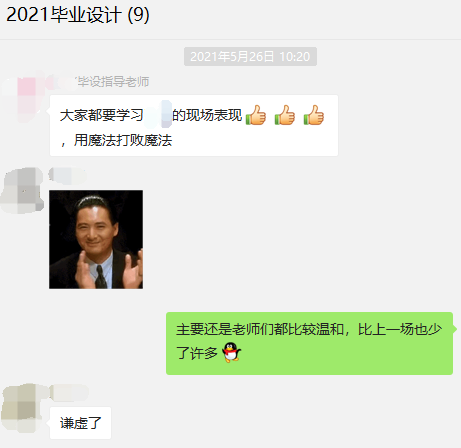 2021毕业设计 (9)
2021年5月26日 10:20
毕设指导老师
大家都要学习 的现场表现
，用魔法打败魔法
主要还是老师们都比较温和，比上一场也少
了许多
谦虚了